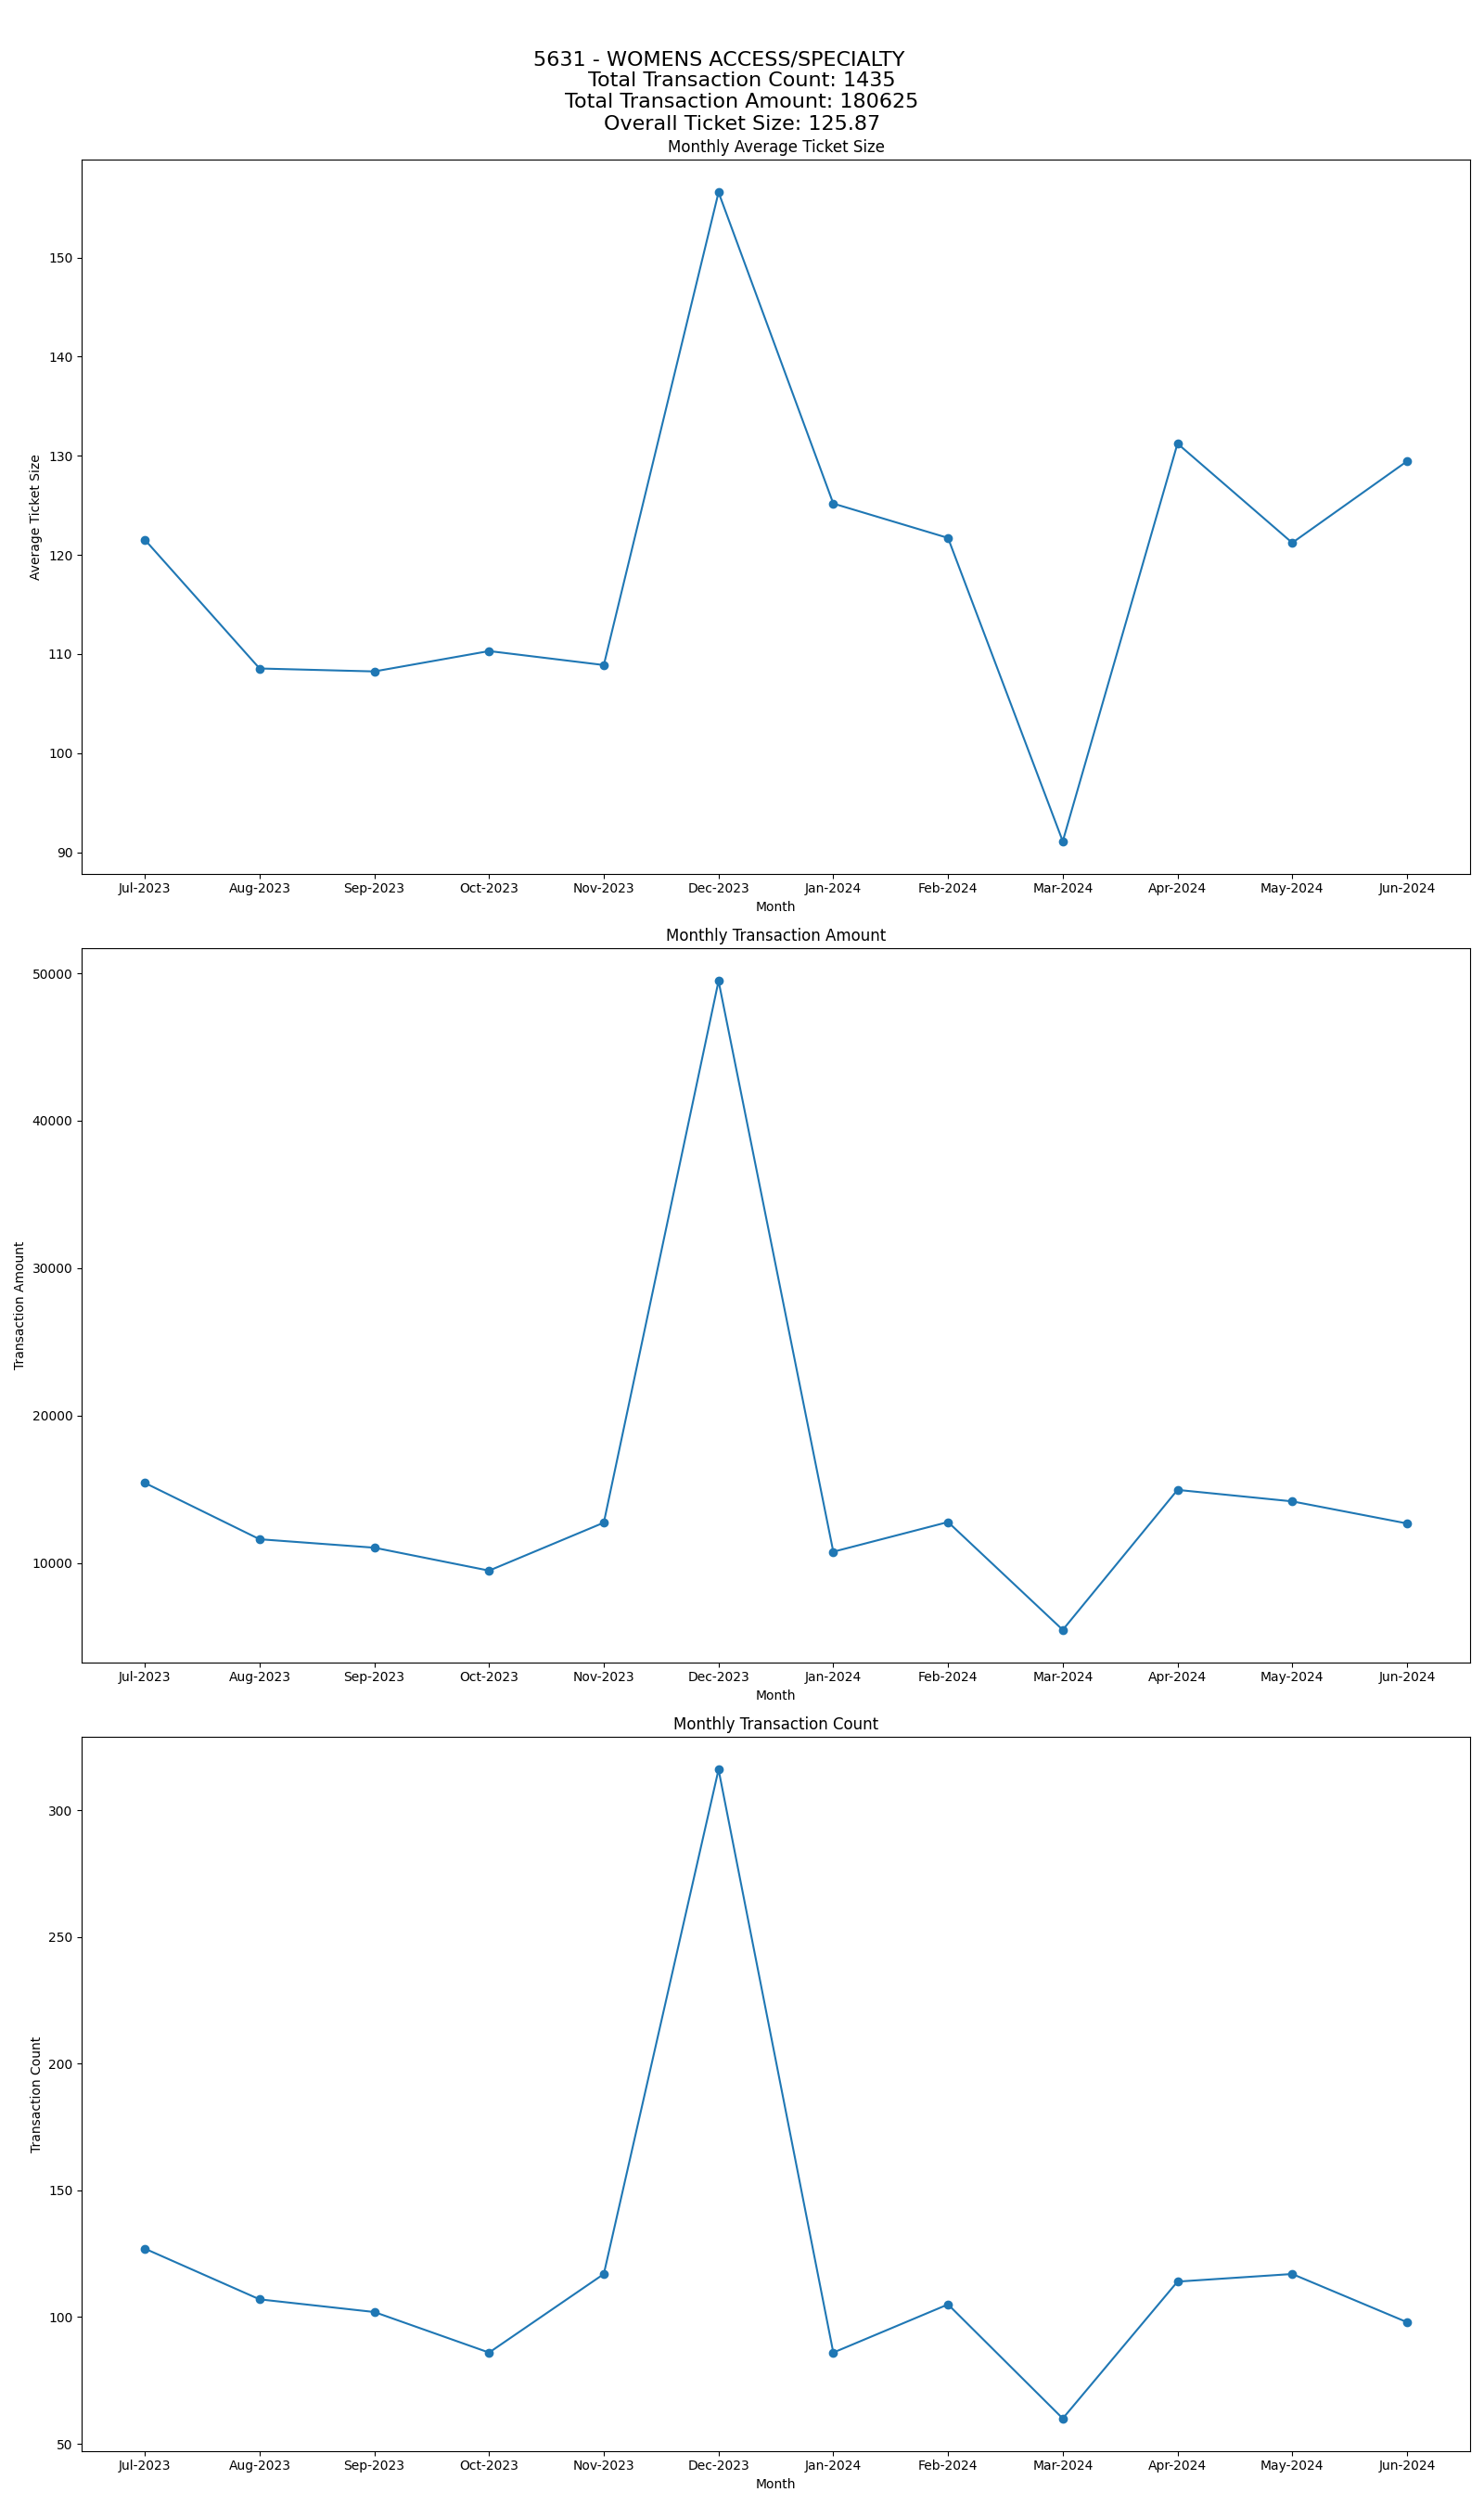 5631 - WOMENS ACCESS/SPECIALTY
Total Transaction Count: 1435
Total Transaction Amount: 180625
Overall Ticket Size: 125.87
Monthly Average Ticket Size
Average Ticket Size
150
140
130
120
110
100
90
Jul-2023 Aug-2023 Sep-2023 Oct-2023 Nov-2023 Dec-2023 Jan-2024 Feb-2024 Mar-2024 Apr-2024 May-2024 Jun-2024
Month
Monthly Transaction Amount
Transaction Amount
50000
40000
30000
20000
10000
Jul-2023 Aug-2023 Sep-2023 Oct-2023 Nov-2023 Dec-2023 Jan-2024 Feb-2024 Mar-2024 Apr-2024 May-2024 Jun-2024
Month
Monthly Transaction Count
Transaction Count
300
250
200
150
100
50
Jul-2023 Aug-2023 Sep-2023 Oct-2023 Nov-2023 Dec-2023 Jan-2024 Feb-2024 Mar-2024 Apr-2024 May-2024 Jun-2024
Month